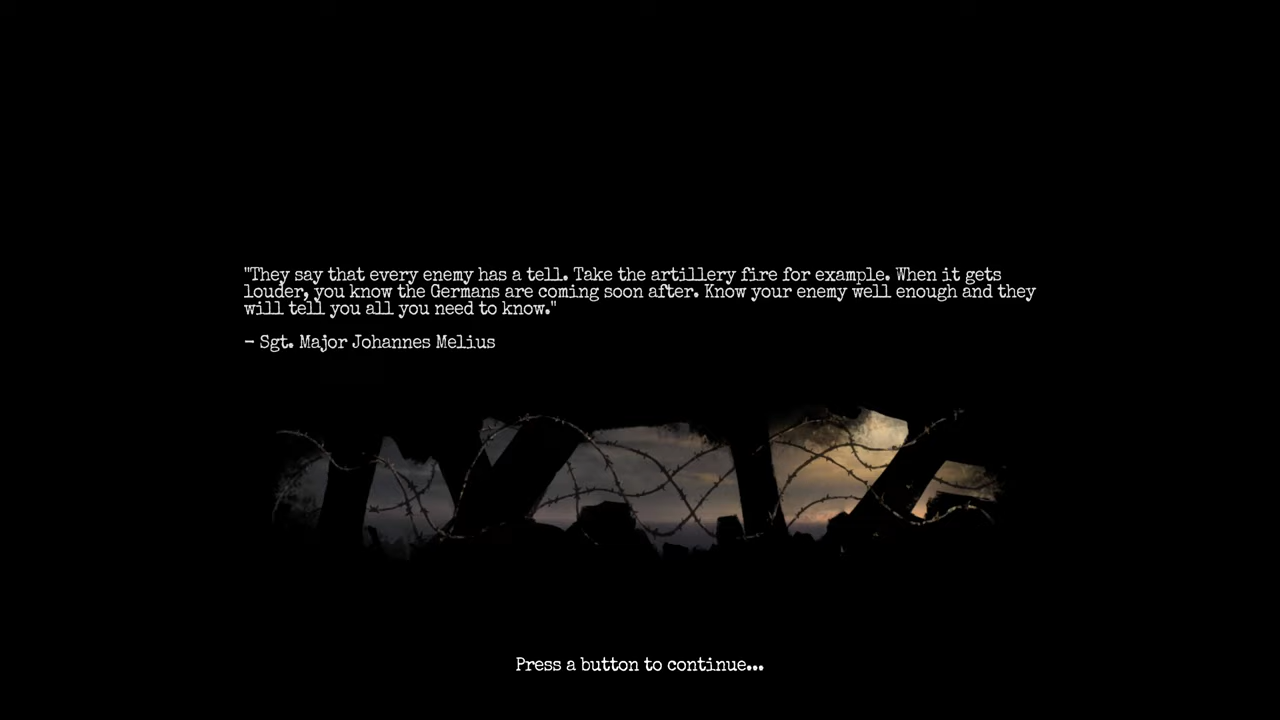 "They say that every enemy has a tell. Take the artillery fire for example. When it gets
louder, you know the Germans are coming soon after. Know your enemy well enough and they
will tell you all you need to know."
- Sgt. Major Johannes Melius
Press a button to continue...